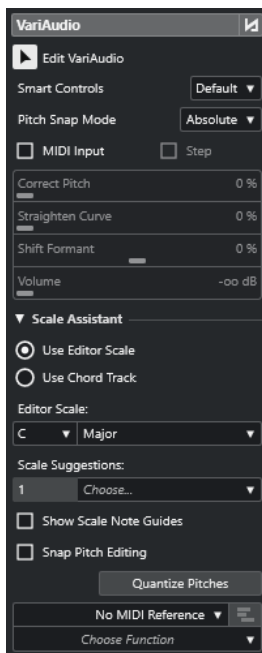 VariAudio
Edit VariAudio
Smart Controls Default
Pitch Snap Mode Absolute
MIDI Input Step
Correct Pitch 0 %
Straighten Curve 0 %
Shift Formant 0 %
Volume -oo dB
Scale Assistant
Use Editor Scale
Use Chord Track
Editor Scale:
C Major
Scale Suggestions:
1 Choose...
Show Scale Note Guides
Snap Pitch Editing
Quantize Pitches
No MIDI Reference
Choose Function